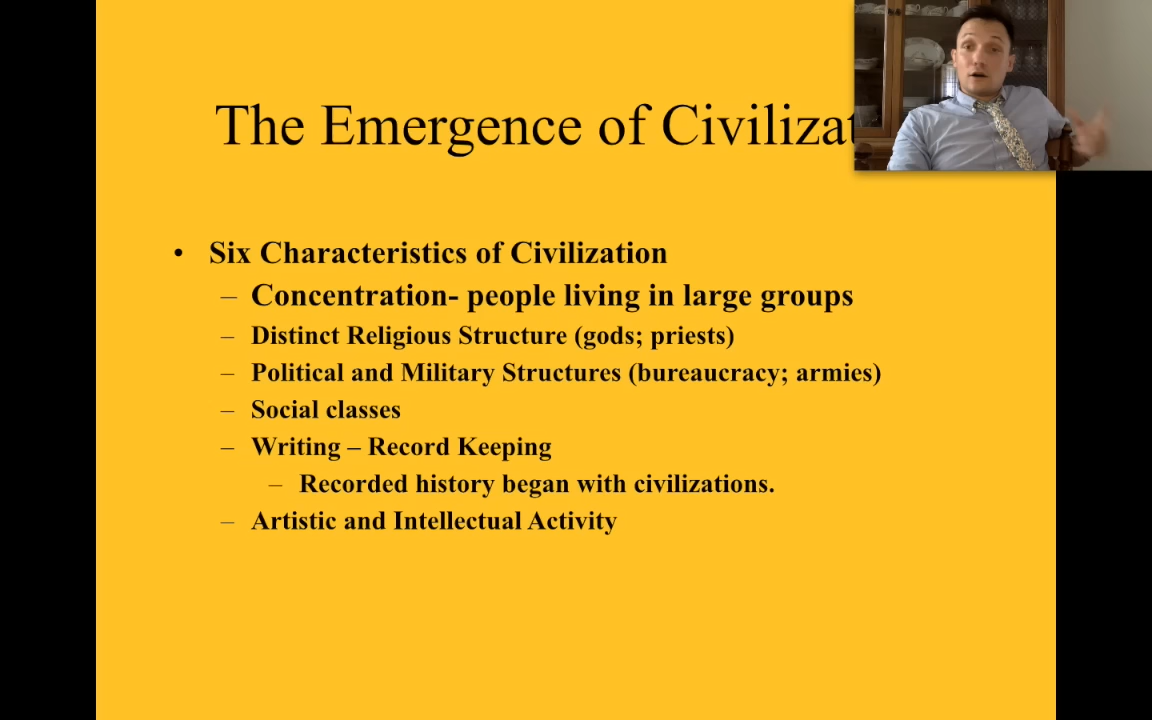 The Emergence of
• Six Characteristics of Civilization
– Concentration- people living in large groups
– Distinct Religious Structure (gods; priests)
– Political and Military Structures (bureaucracy; armies)
– Social classes
– Writing – Record Keeping
– Recorded history began with civilizations.
– Artistic and Intellectual Activity